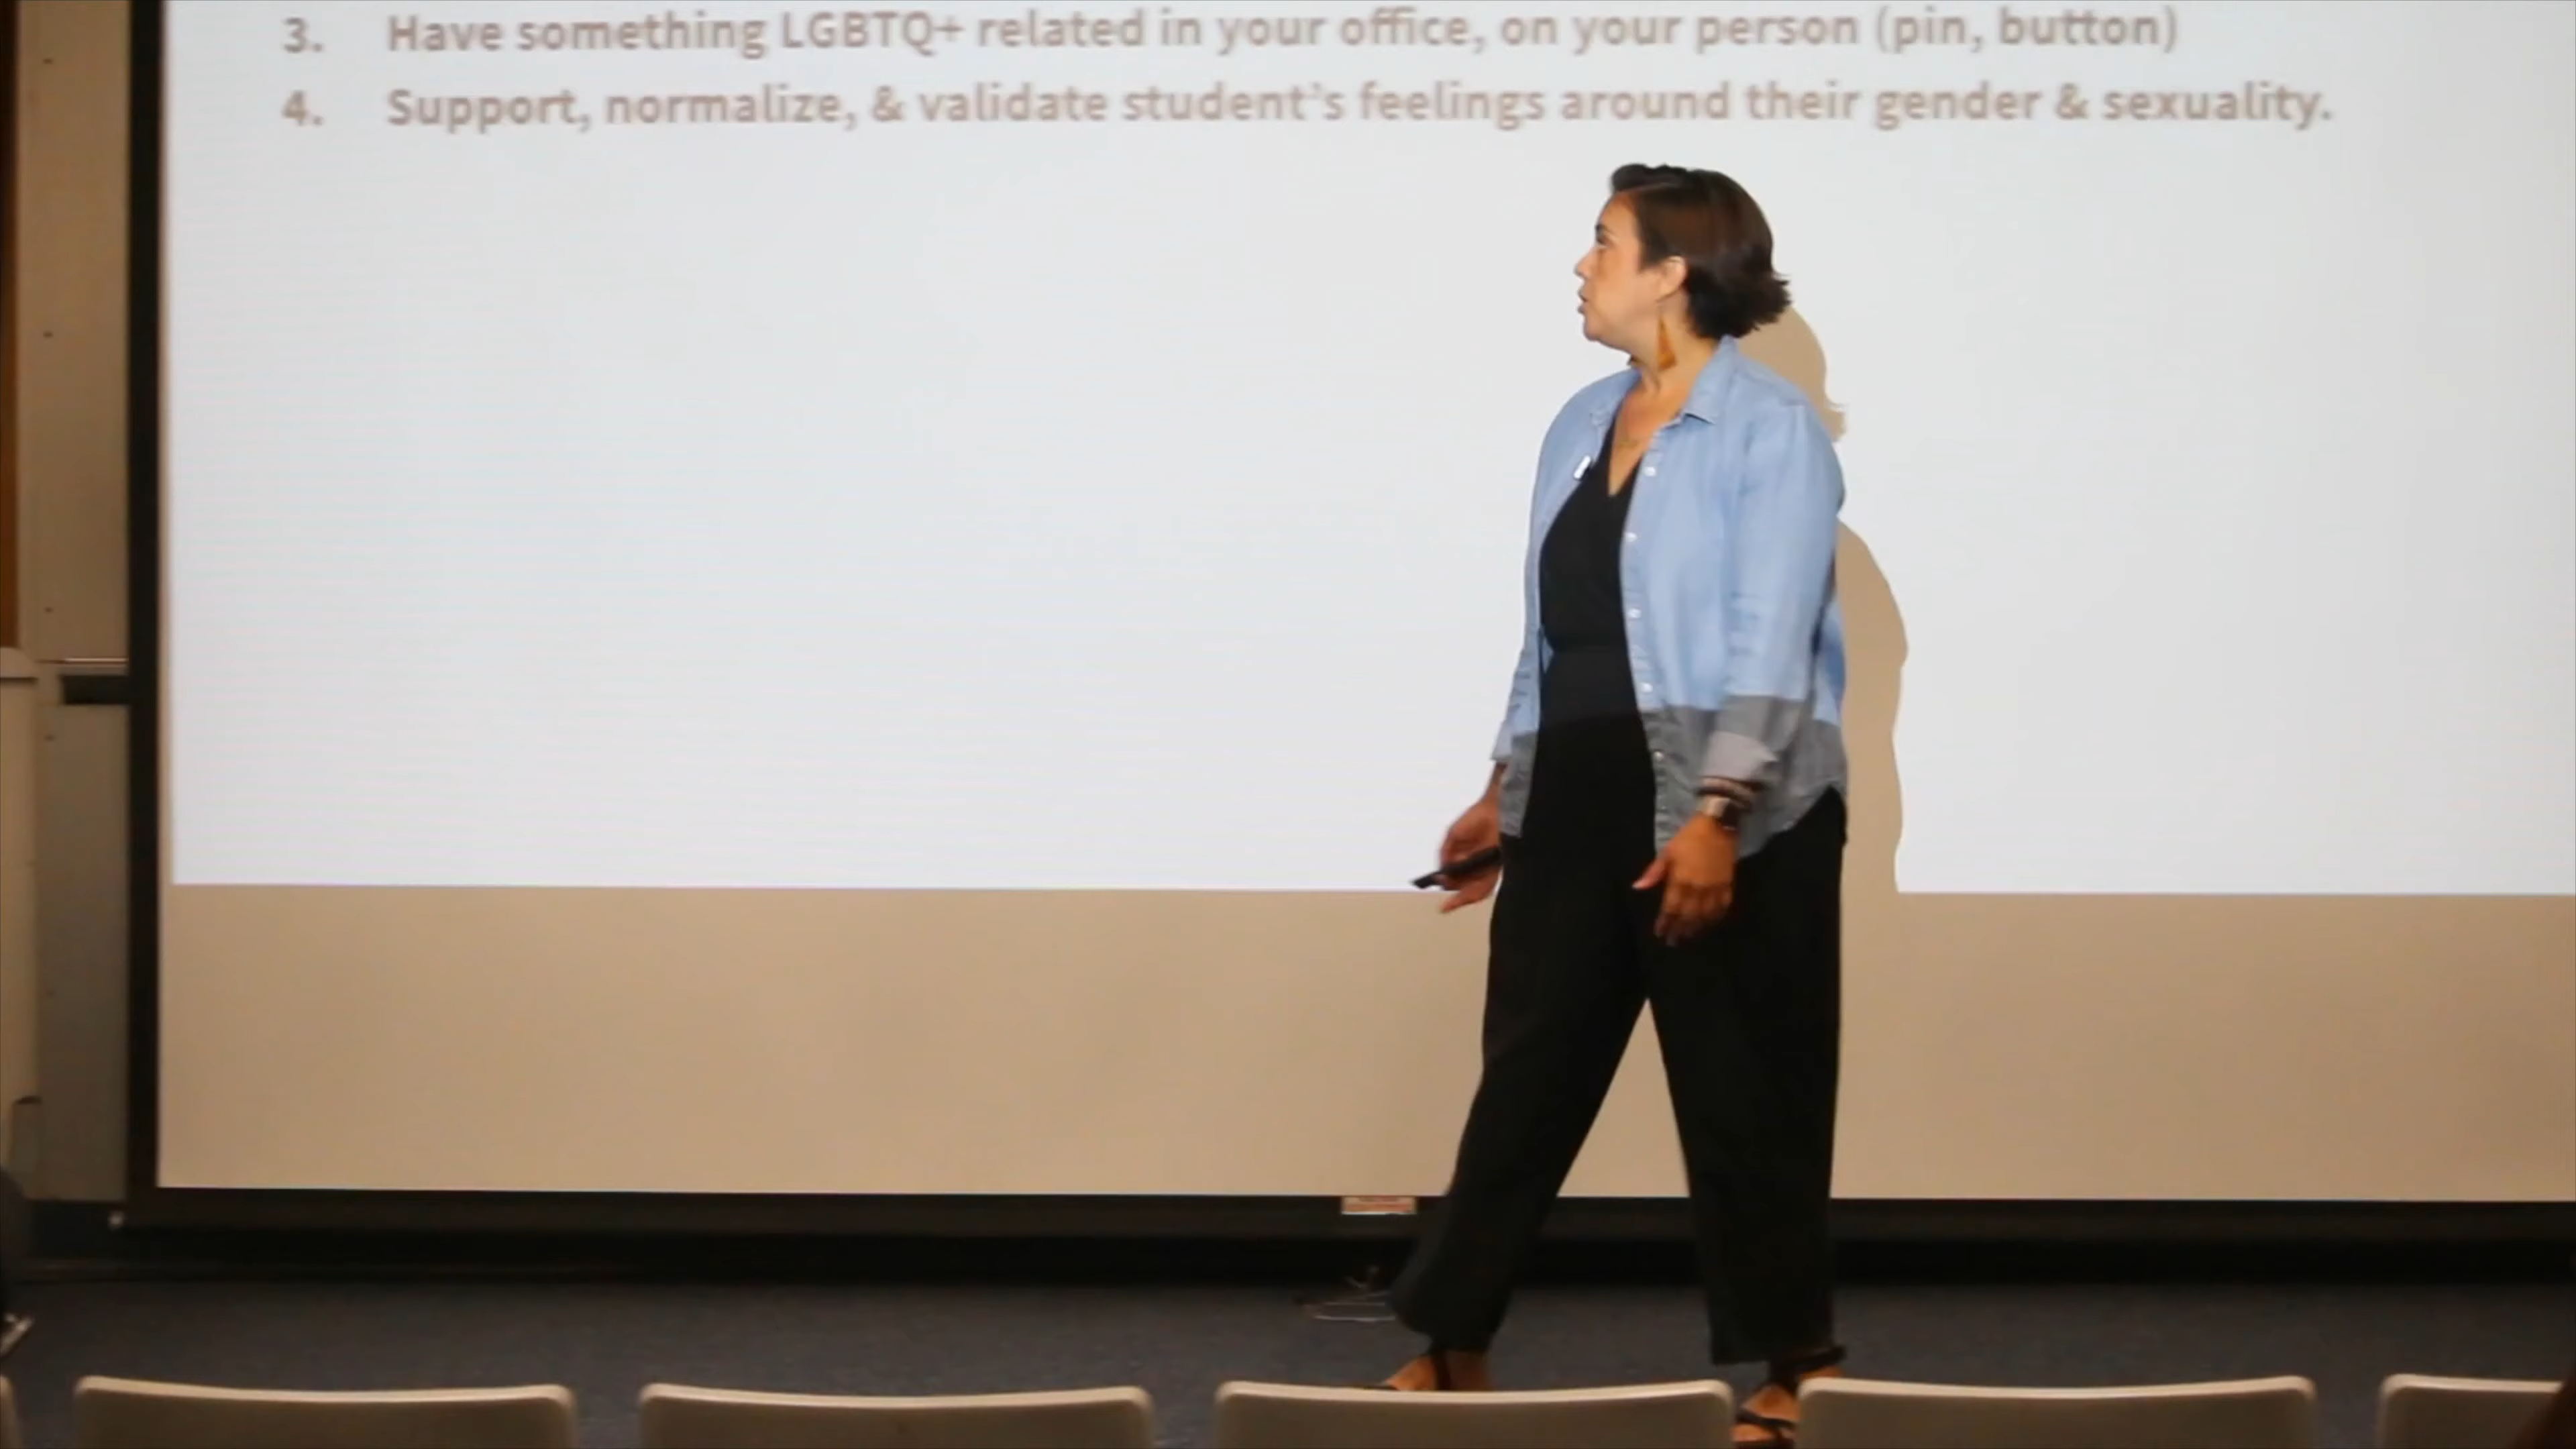 3. Have something LGBTQ+ related in your office, on your person (pin, button)
4. Support, normalize, & validate student's feelings around their gender & sexuality.